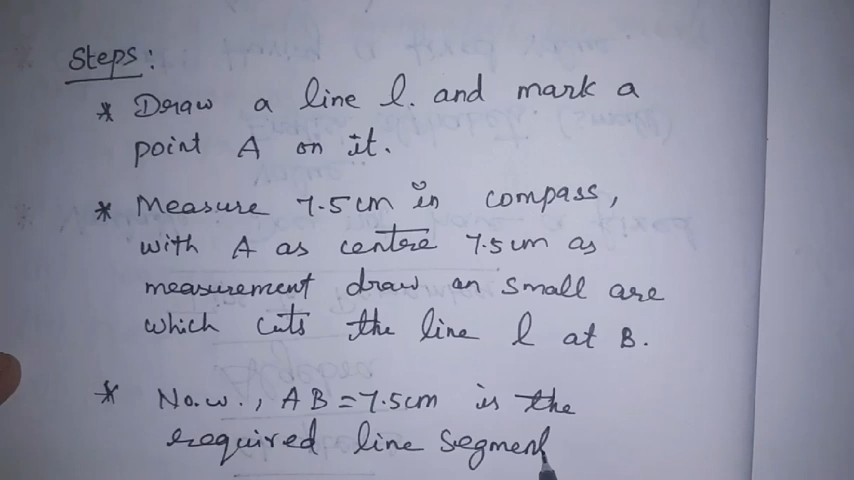 Steps:
* Draw a line l. and mark a
point A on it.
* Measure 7.5cm in compass,
with A as centre 7.5cm as
measurement draw an small arc
which cuts the line l at B.
* Now, AB=7.5cm is the
required line segment